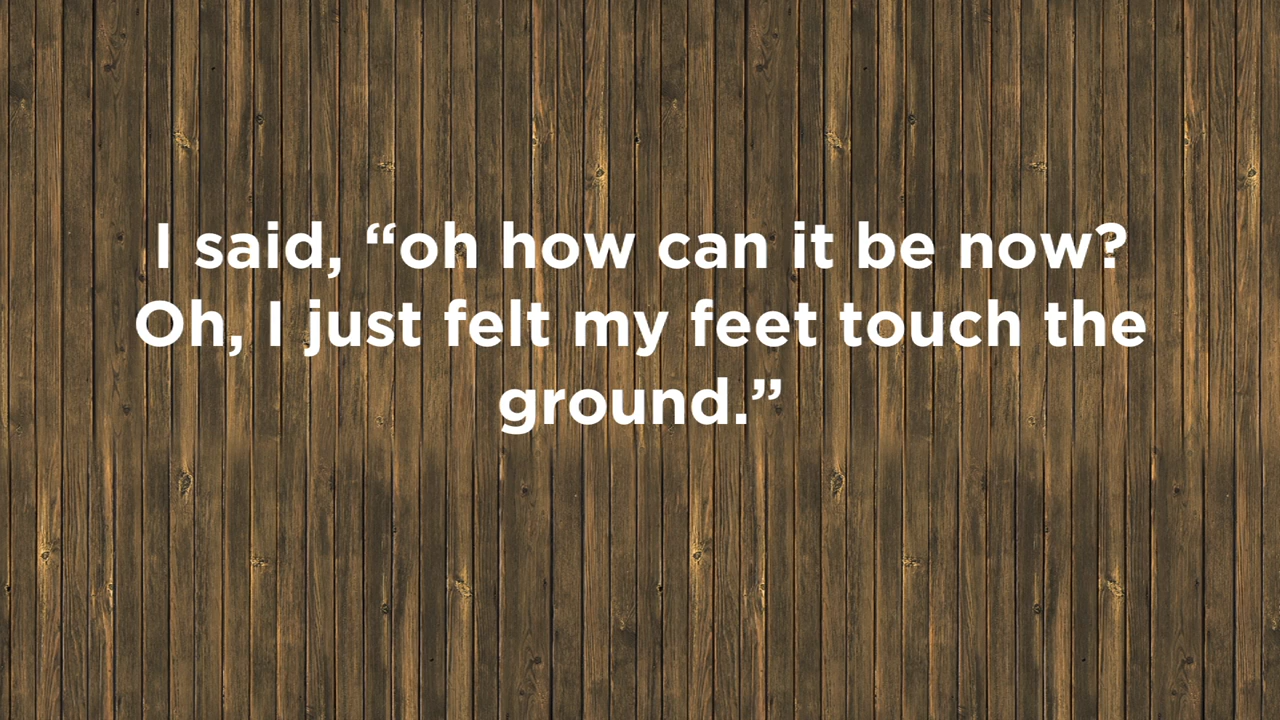 I said, “oh how can it be now?
Oh, I just felt my feet touch the
ground.”